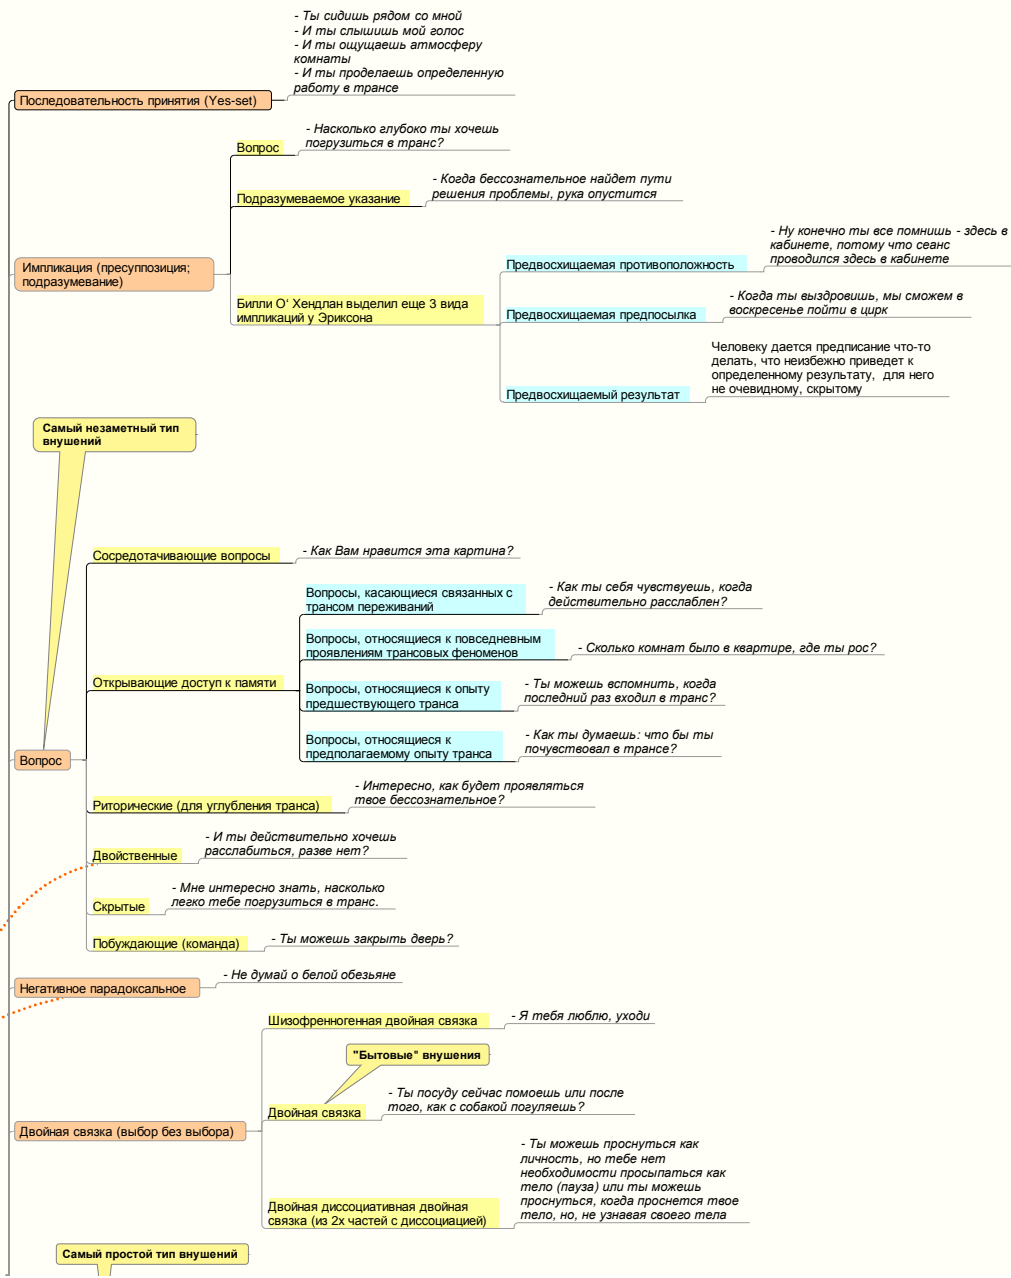 - Ты сидишь рядом со мной
- И ты слышишь мой голос
- И ты ощущаешь атмосферу
комнаты
- И ты проделаешь определенную
работу в трансе
Последовательность принятия (Yes-set)
- Насколько глубоко ты хочешь
погрузиться в транс?
Вопрос
- Когда бессознательное найдет пути
решения проблемы, рука опустится
Подразумеваемое указание
Импликация (пресуппозиция;
подразумевание)
- Ну конечно ты все помнишь - здесь в
кабинете, потому что сеанс
проводился здесь в кабинете
Предвосхищаемая противоположность
Билли О' Хендлан выделил еще 3 вида
импликаций у Эриксона
- Когда ты выздровишь, мы сможем в
воскресенье пойти в цирк
Предвосхищаемая предпосылка
Человеку дается предписание что-то
делать, что неизбежно приведет к
определенному результату, для него
не очевидному, скрытому
Предвосхищаемый результат
Самый незаметный тип
внушений
Сосредотачивающие вопросы
- Как Вам нравится эта картина?
Вопросы, касающиеся связанных с
трансом переживаний
- Как ты себя чувствуешь, когда
действительно расслаблен?
Вопросы, относящиеся к повседневным
проявлениям трансовых феноменов
- Сколько комнат было в квартире, где ты рос?
Открывающие доступ к памяти
Вопросы, относящиеся к опыту
предшествующего транса
- Ты можешь вспомнить, когда
последний раз входил в транс?
Вопросы, относящиеся к
предполагаемому опыту транса
- Как ты думаешь: что бы ты
почувствовал в трансе?
Вопрос
Риторические (для углубления транса)
- Интересно, как будет проявляться
твое бессознательное?
Двойственные
- И ты действительно хочешь
расслабиться, разве нет?
Скрытые
- Мне интересно знать, насколько
легко тебе погрузиться в транс.
Побуждающие (команда)
- Ты можешь закрыть дверь?
Негативное парадоксальное
- Не думай о белой обезьяне
Шизофренногенная двойная связка
- Я тебя люблю, уходи
"Бытовые" внушения
Двойная связка
- Ты посуду сейчас помоешь или после
того, как с собакой погуляешь?
Двойная связка (выбор без выбора)
- Ты можешь проснуться как
личность, но тебе нет
необходимости просыпаться как
тело (пауза) или ты можешь
проснуться, когда проснется твое
тело, но, не узнавая своего тела
Двойная диссоциативная двойная
связка (из 2х частей с диссоциацией)
Самый простой тип внушений